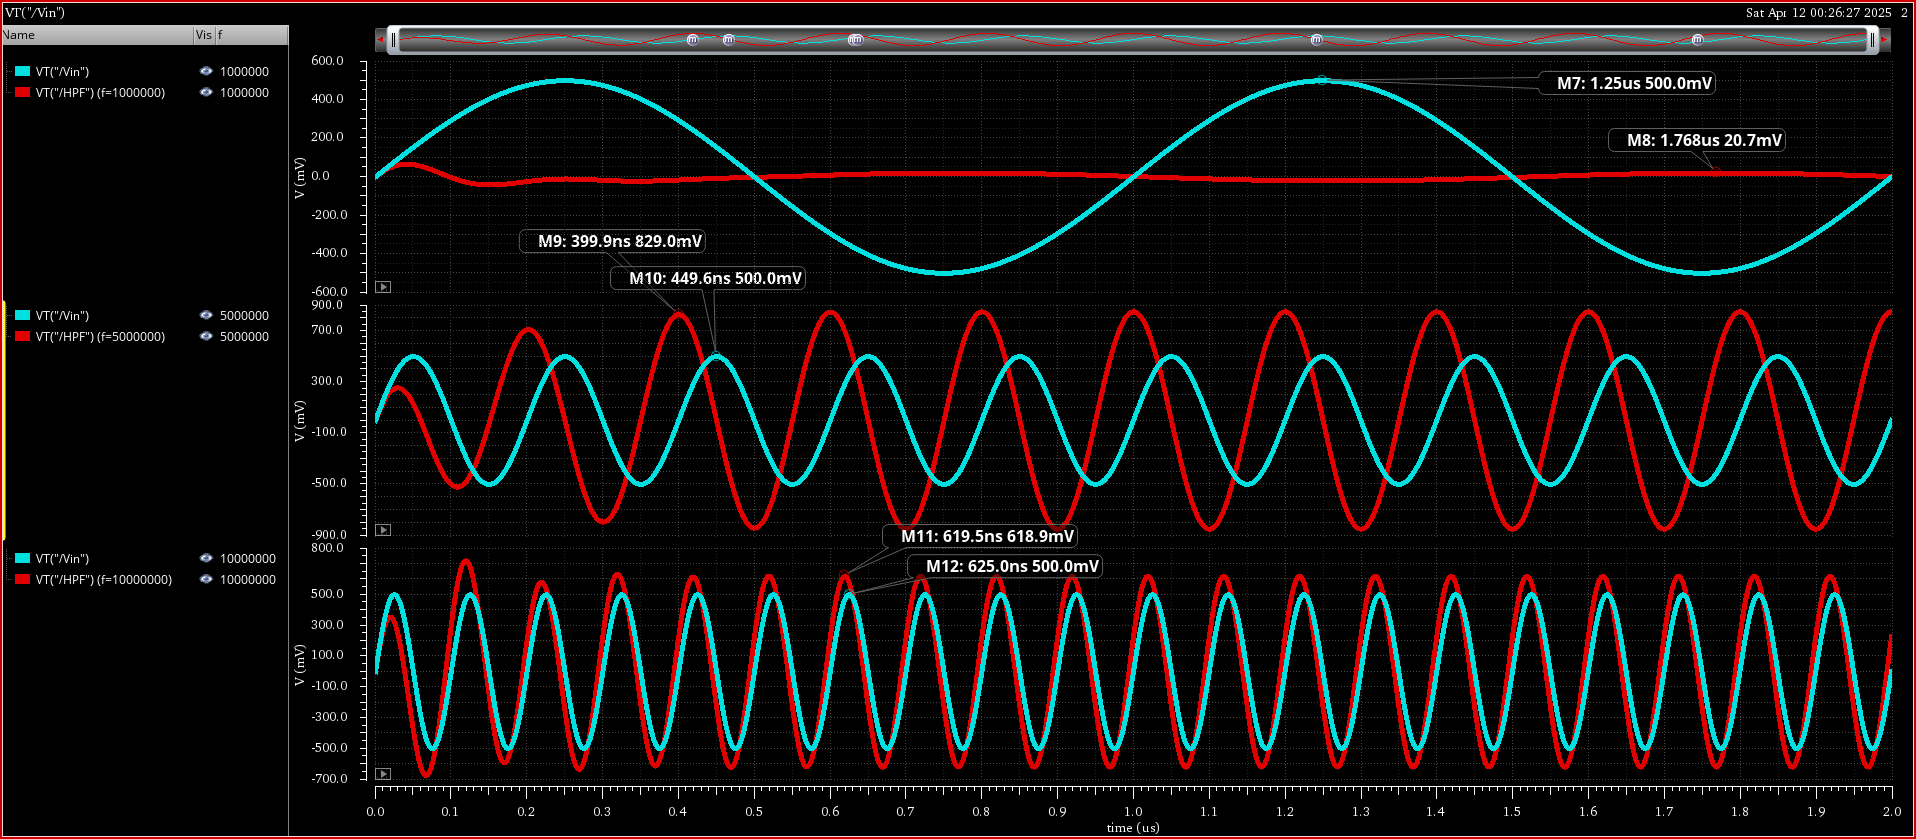 VT("/Vin")
Sat Apr 12 00:26:27 2025 2
Name Vis f
VT("/Vin") 1000000
VT("/HPF") (f=1000000) 1000000
VT("/Vin") 5000000
VT("/HPF") (f=5000000) 5000000
VT("/Vin") 10000000
VT("/HPF") (f=10000000) 10000000
m m m m m
600.0
400.0
200.0
0.0
-200.0
-400.0
-600.0
V (mV)
M7: 1.25us 500.0mV
M8: 1.768us 20.7mV
M9: 399.9ns 829.0mV
M10: 449.6ns 500.0mV
900.0
700.0
300.0
-100.0
-500.0
-900.0
V (mV)
M11: 619.5ns 618.9mV
M12: 625.0ns 500.0mV
800.0
500.0
300.0
100.0
-100.0
-300.0
-500.0
-700.0
V (mV)
0.0 0.1 0.2 0.3 0.4 0.5 0.6 0.7 0.8 0.9 1.0 1.1 1.2 1.3 1.4 1.5 1.6 1.7 1.8 1.9 2.0
time (us)